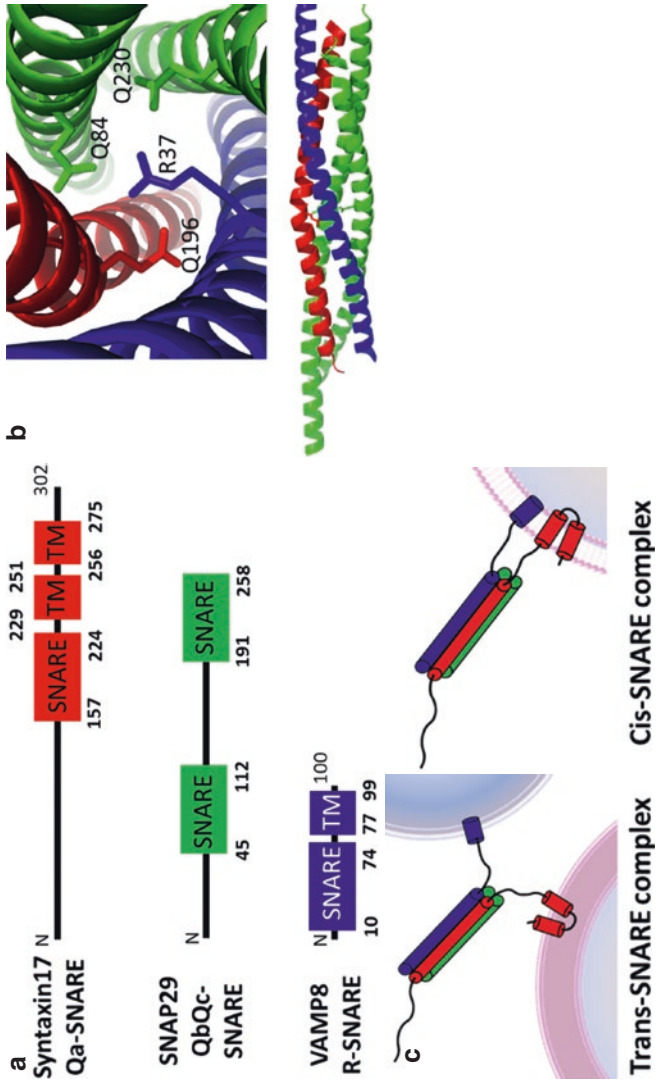 a
Syntaxin17
Qa-SNARE
N
229 251
SNARE TM TM
302
157 224 256 275
SNAP29
QbQc-
SNARE
N
SNARE SNARE
45 112 191 258
VAMP8
R-SNARE
N
SNARE TM
100
10 74 77 99
b
Q84
Q230
R37
Q196
c
Trans-SNARE complex
Cis-SNARE complex